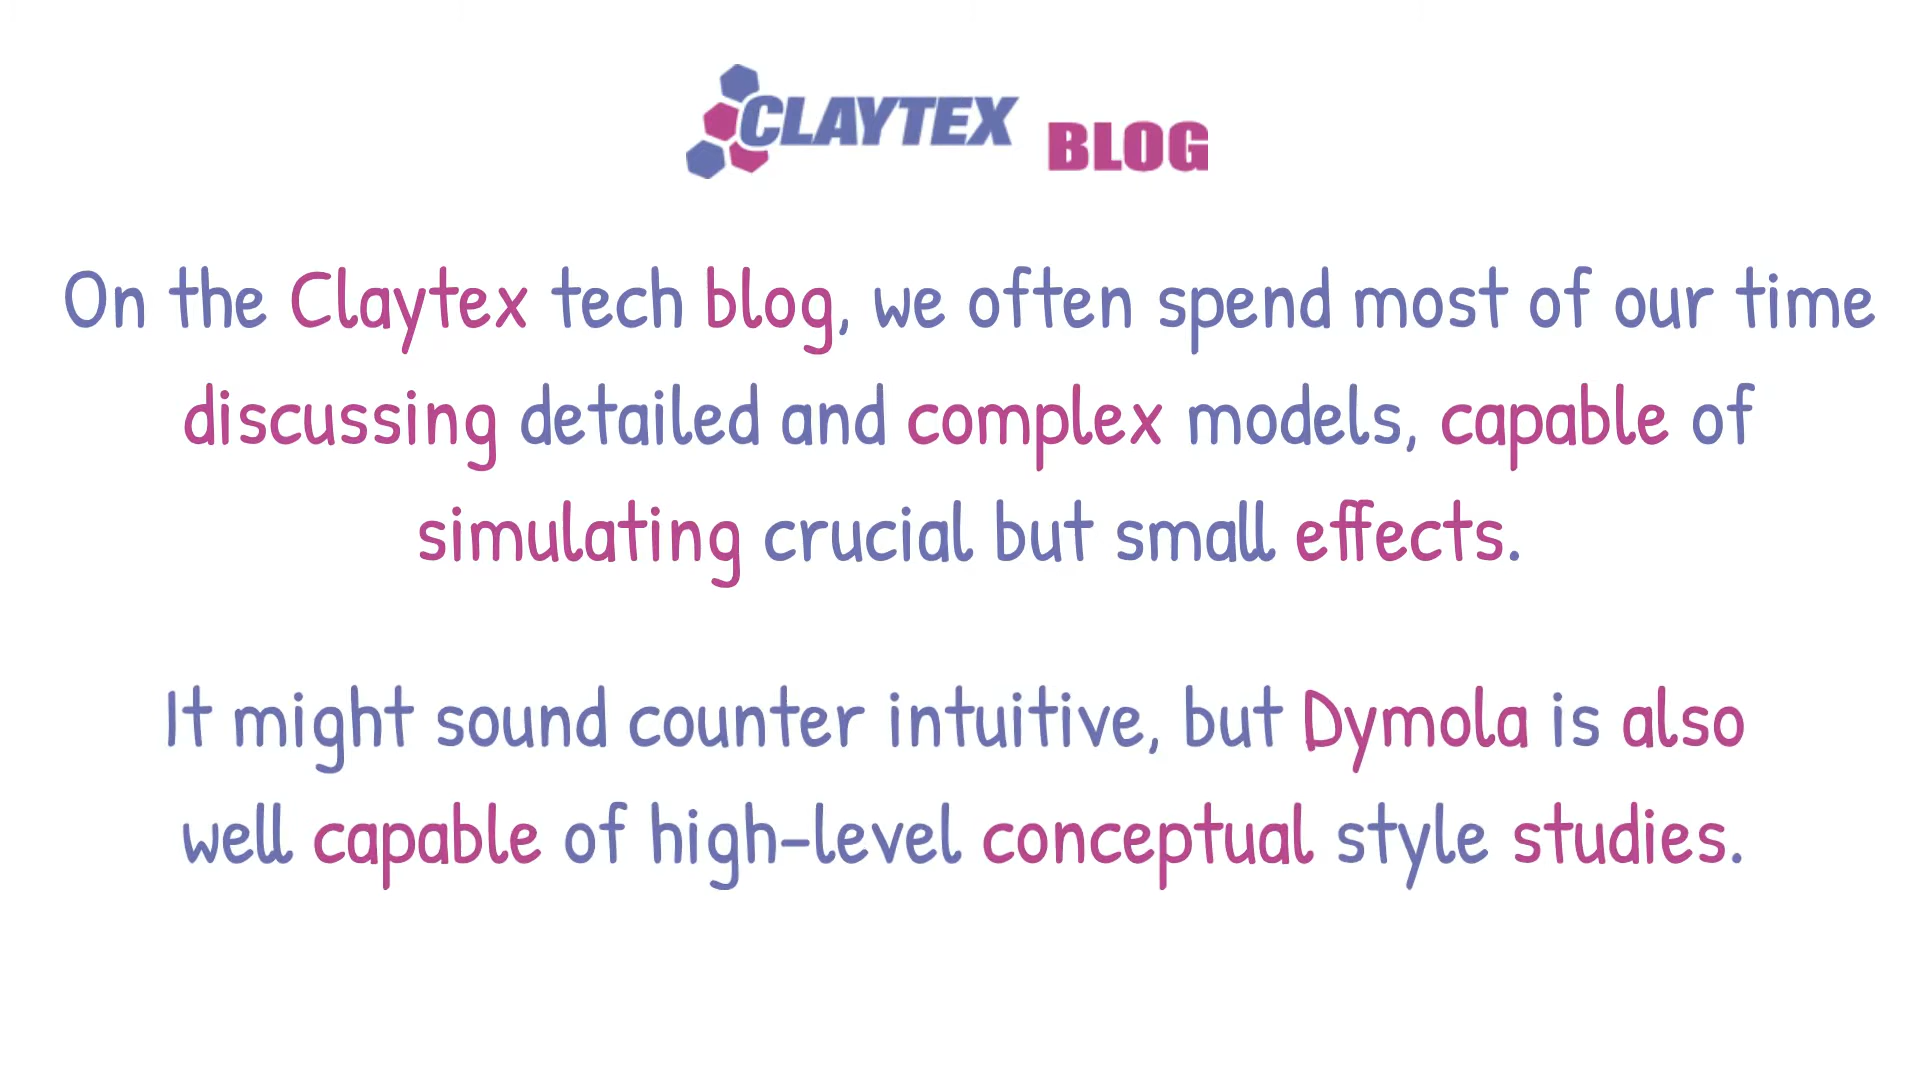 CLAYTEX BLOG
On the Claytex tech blog, we often spend most of our time
discussing detailed and complex models, capable of
simulating crucial but small effects.
It might sound counter intuitive, but Dymola is also
well capable of high-level conceptual style studies.